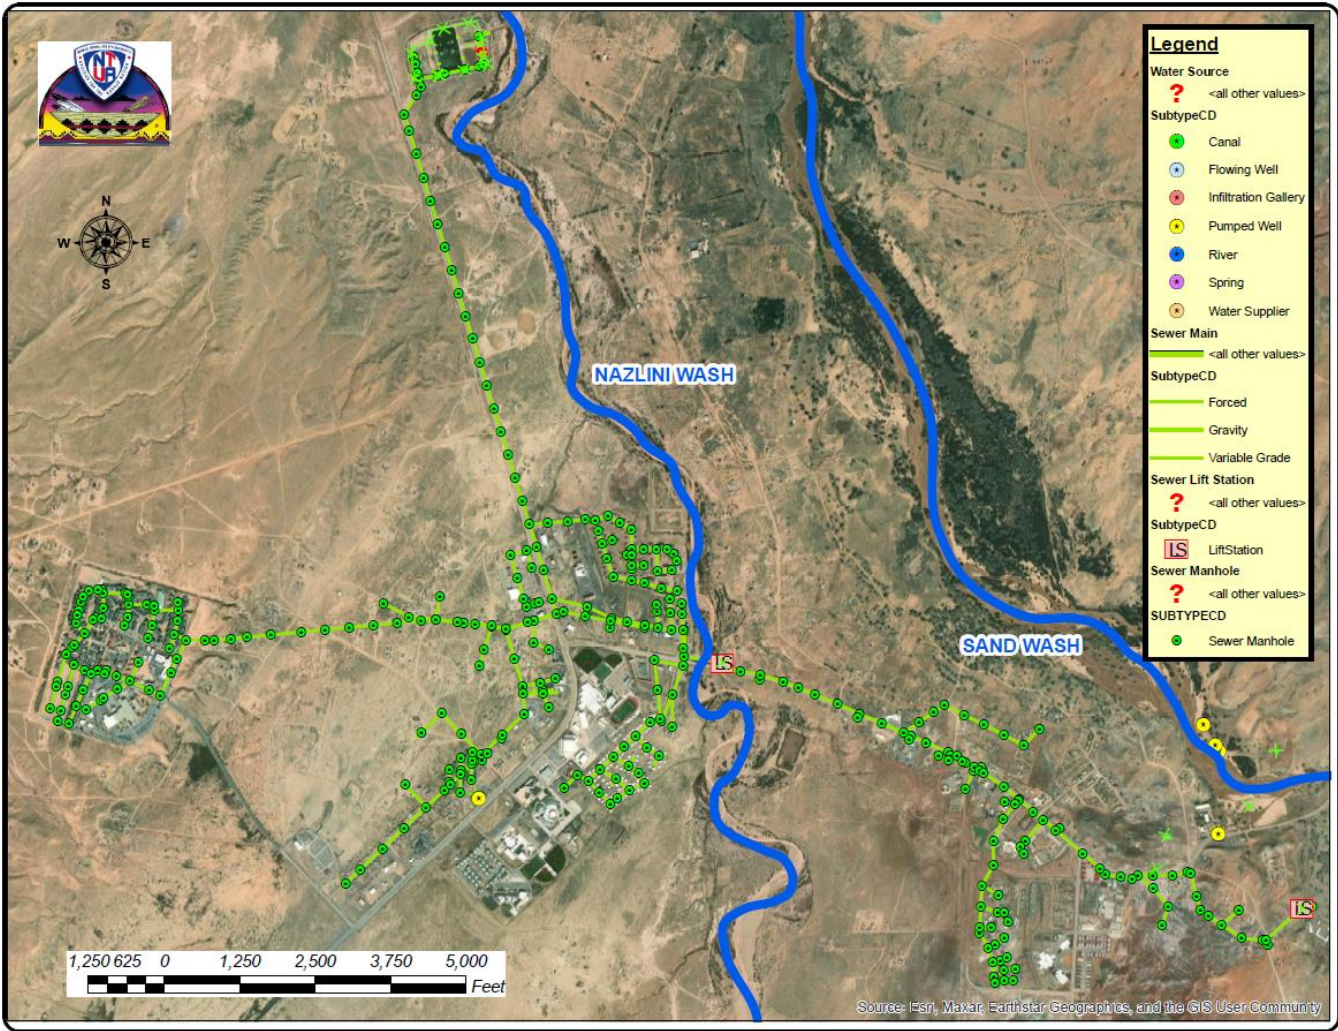 NTUA
N
W
E
S
NAZLINI WASH
SAND WASH
LS
LS
Legend
Water Source
? <all other values>
SubtypeCD
Canal
Flowing Well
Infiltration Gallery
Pumped Well
River
Spring
Water Supplier
Sewer Main
<all other values>
SubtypeCD
Forced
Gravity
Variable Grade
Sewer Lift Station
? <all other values>
SubtypeCD
LS LiftStation
Sewer Manhole
? <all other values>
SUBTYPECD
Sewer Manhole
1,250 625 0 1,250 2,500 3,750 5,000
Feet
Source: Esri, Maxar, Earthstar Geographics, and the GIS User Community